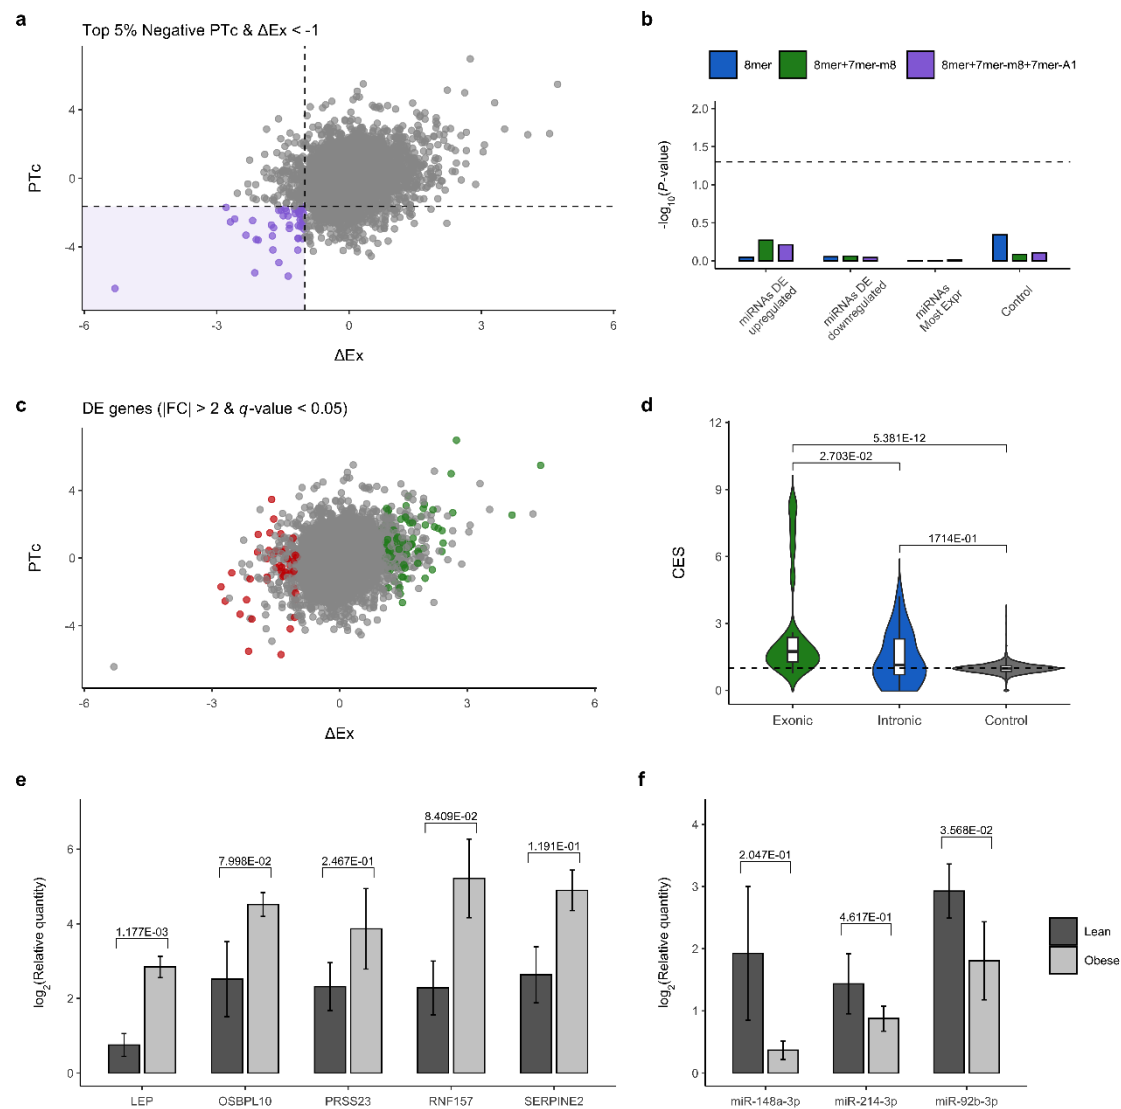 a
Top 5% Negative PTc & ΔEx < -1
PTc
4
0
-4
-6
-3
0
3
6
ΔEx
b
8mer
8mer+7mer-m8
8mer+7mer-m8+7mer-A1
-log10(P-value)
2.0
1.5
1.0
0.5
0.0
miRNAs DE
upregulated
miRNAs DE
downregulated
miRNAs
Most Expr
Control
c
DE genes (|FC| > 2 & q-value < 0.05)
PTc
4
0
-4
-6
-3
0
3
6
ΔEx
d
CES
12
9
6
3
0
5.381E-12
2.703E-02
1714E-01
Exonic
Intronic
Control
e
log2(Relative quantity)
6
4
2
0
1.177E-03
7.998E-02
2.467E-01
8.409E-02
1.191E-01
LEP
OSBPL10
PRSS23
RNF157
SERPINE2
f
log2(Relative quantity)
4
3
2
1
0
2.047E-01
4.617E-01
3.568E-02
miR-148a-3p
miR-214-3p
miR-92b-3p
Lean
Obese